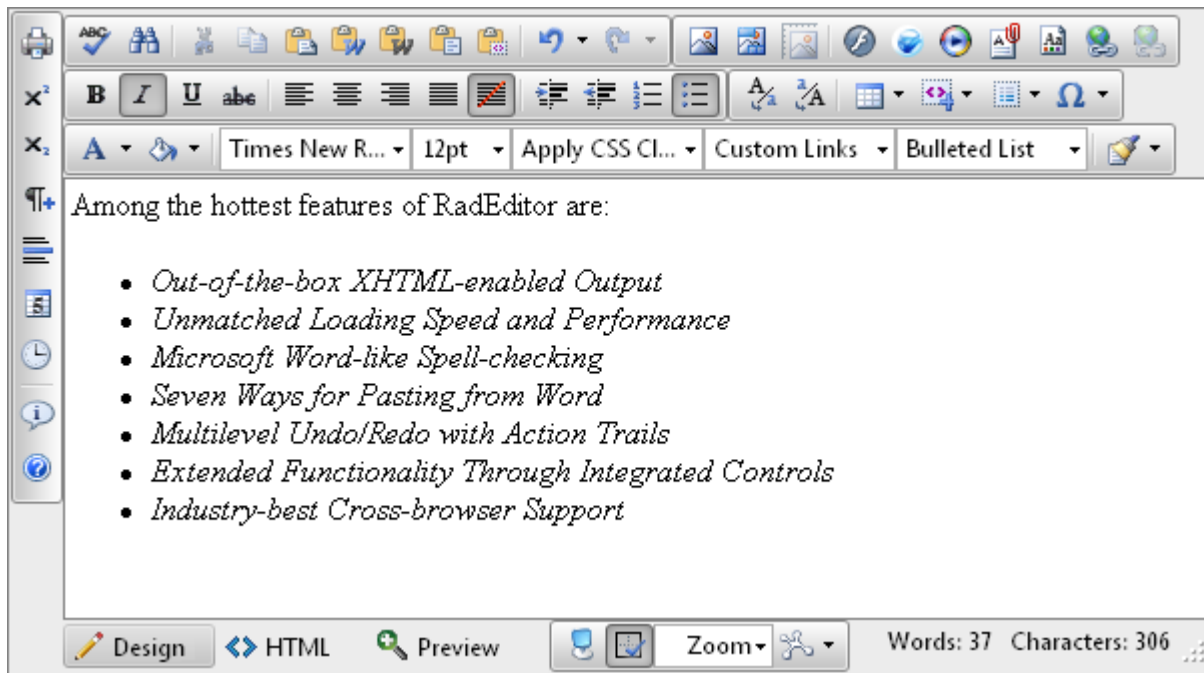 ABC
B I U abc
Times New R... 12pt Apply CSS Cl... Custom Links Bulleted List
Among the hottest features of RadEditor are:
• Out-of-the-box XHTML-enabled Output
• Unmatched Loading Speed and Performance
• Microsoft Word-like Spell-checking
• Seven Ways for Pasting from Word
• Multilevel Undo/Redo with Action Trails
• Extended Functionality Through Integrated Controls
• Industry-best Cross-browser Support
Design HTML Preview Zoom Words: 37 Characters: 306